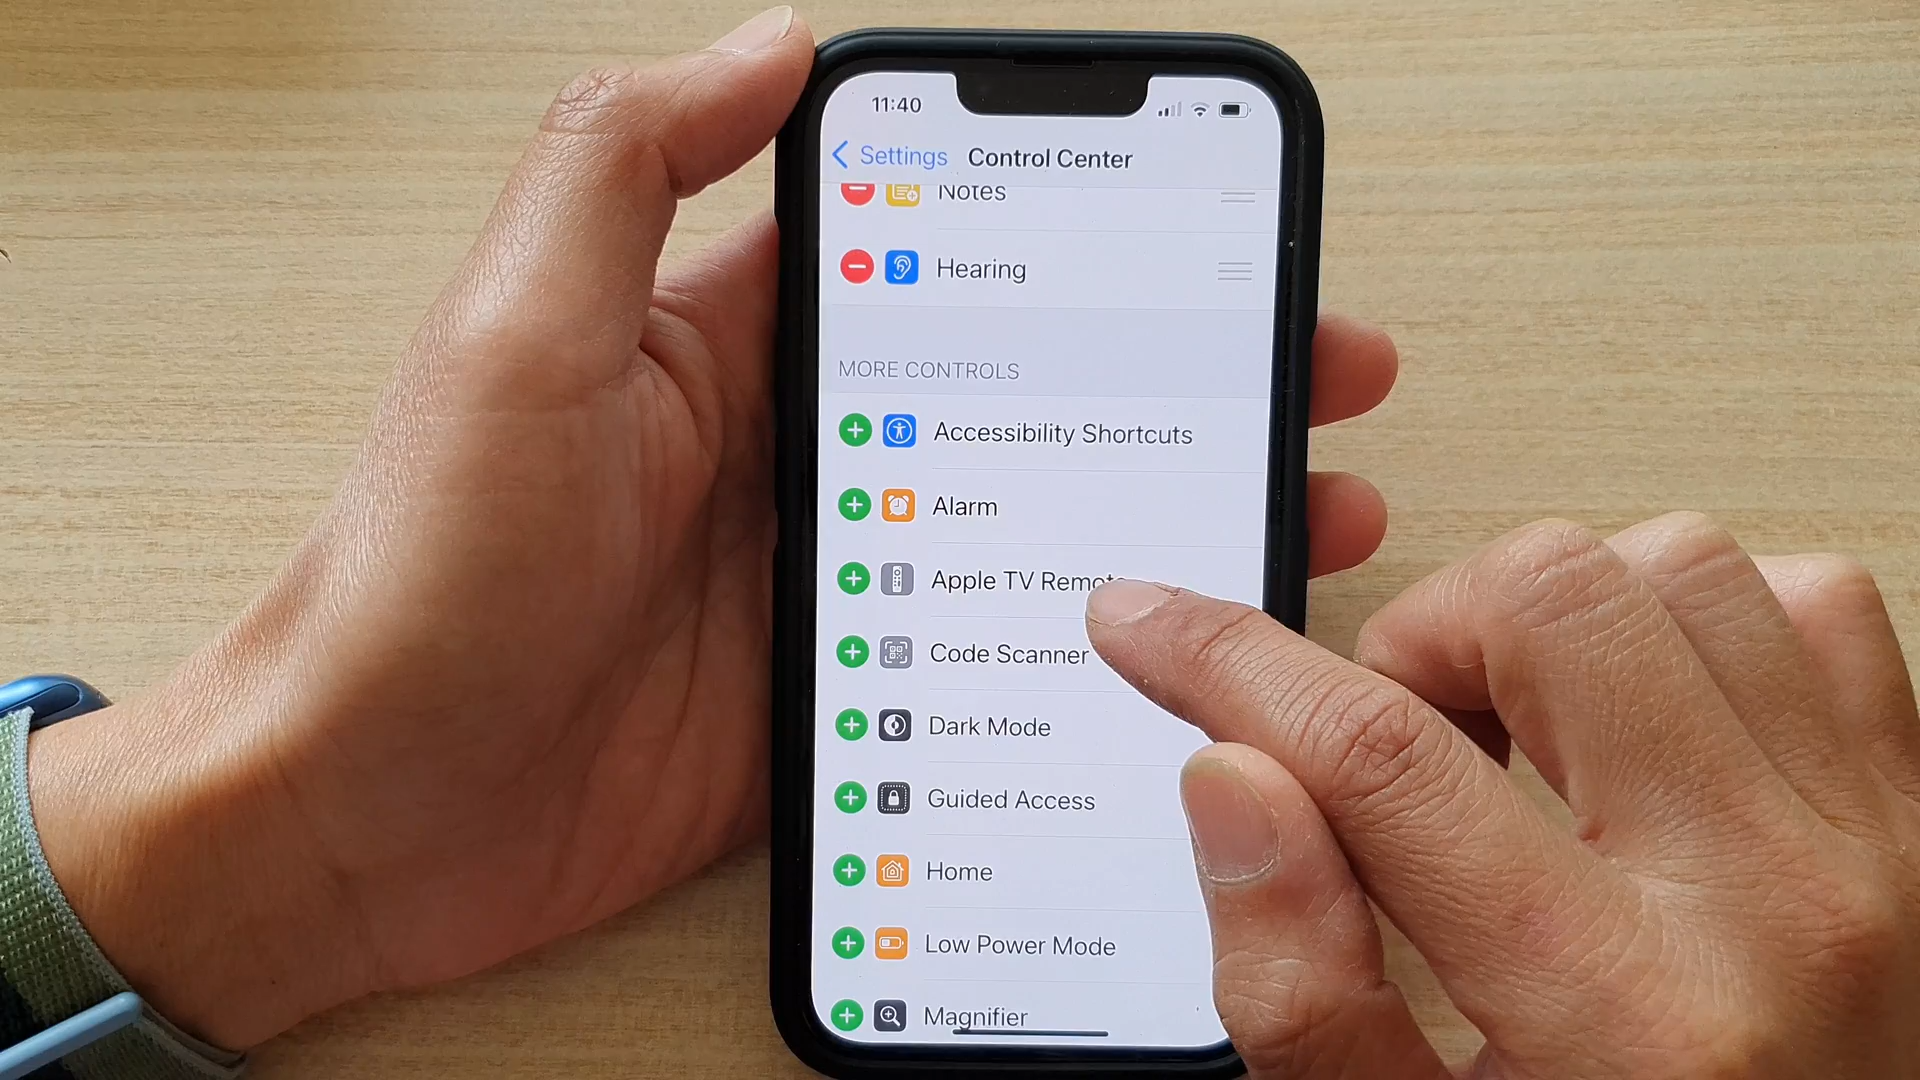 11:40
Settings Control Center
Notes
Hearing
MORE CONTROLS
Accessibility Shortcuts
Alarm
Apple TV Remote
Code Scanner
Dark Mode
Guided Access
Home
Low Power Mode
Magnifier